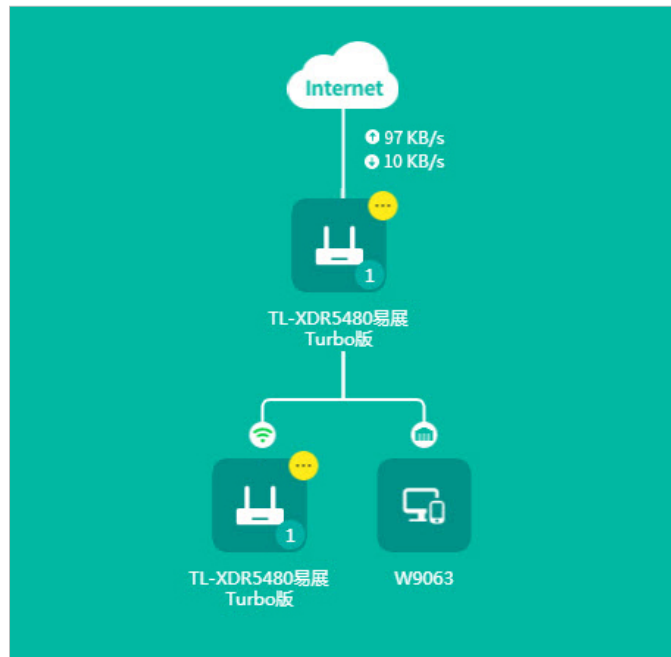 Internet
97 KB/s
10 KB/s
1
TL-XDR5480易展
Turbo版
1
TL-XDR5480易展
Turbo版
W9063